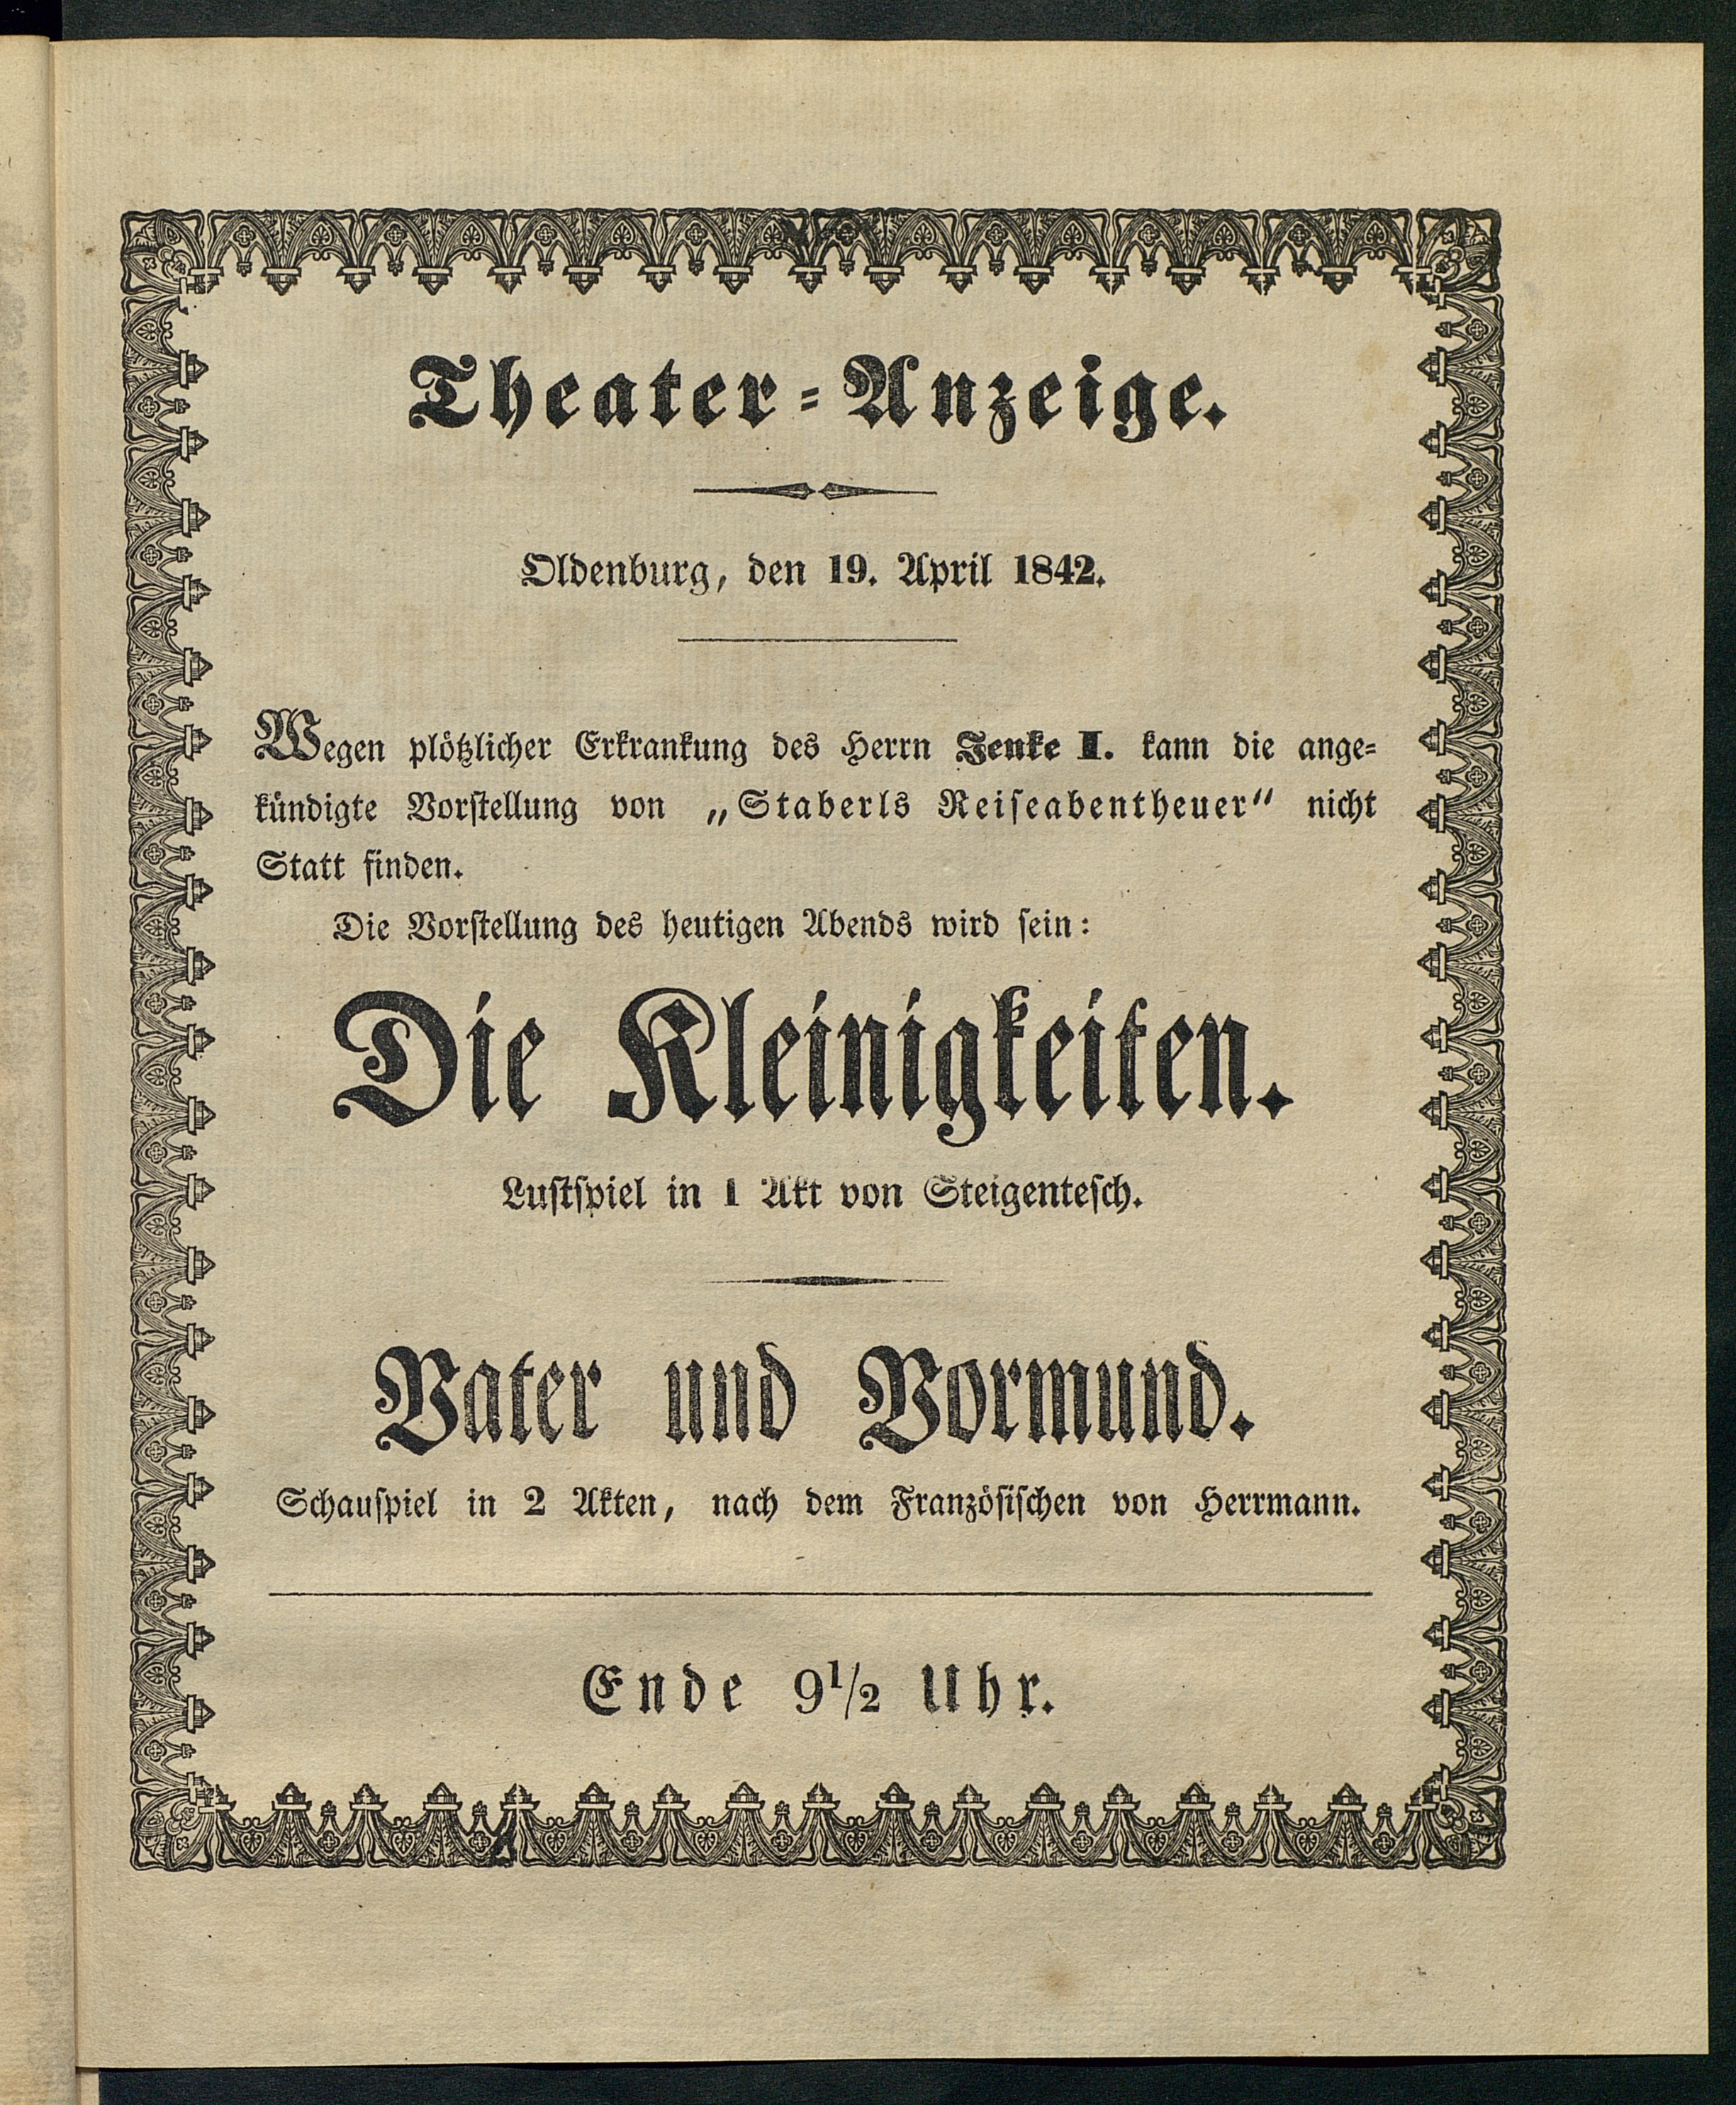 Theater-Anzeige.
Oldenburg, den 19. April 1842.
Wegen plötzlicher Erkrankung des Herrn Jenke I. kann die ange-
kündigte Vorstellung von „Staberls Reiseabentheuer“ nicht
Statt finden.
Die Vorstellung des heutigen Abends wird sein:
Die Kleinigkeiten.
Lustspiel in 1 Akt von Steigentesch.
Vater und Vormund.
Schauspiel in 2 Akten, nach dem Französischen von Herrmann.
Ende 9½ Uhr.